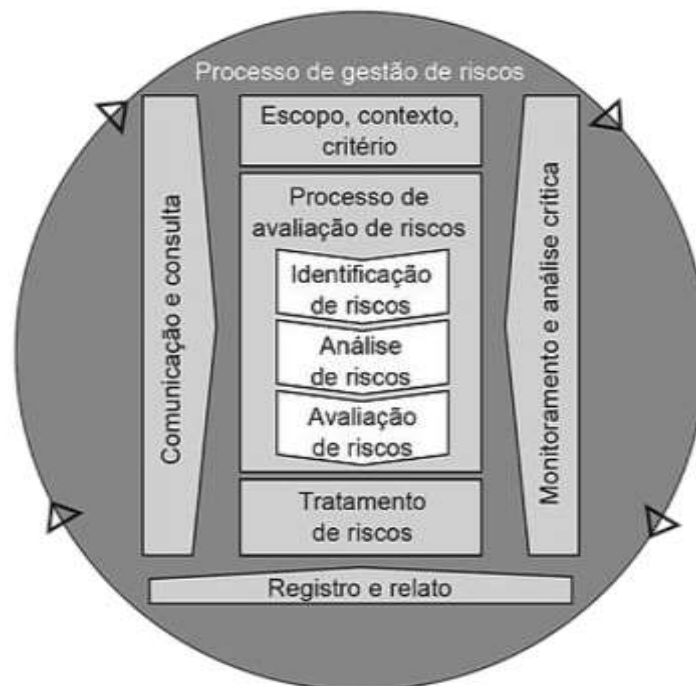 Processo de gestão de riscos
Escopo, contexto,
critério
Processo de
avaliação de riscos
Identificação
de riscos
Análise
de riscos
Avaliação
de riscos
Tratamento
de riscos
Comunicação e consulta
Monitoramento e análise crítica
Registro e relato